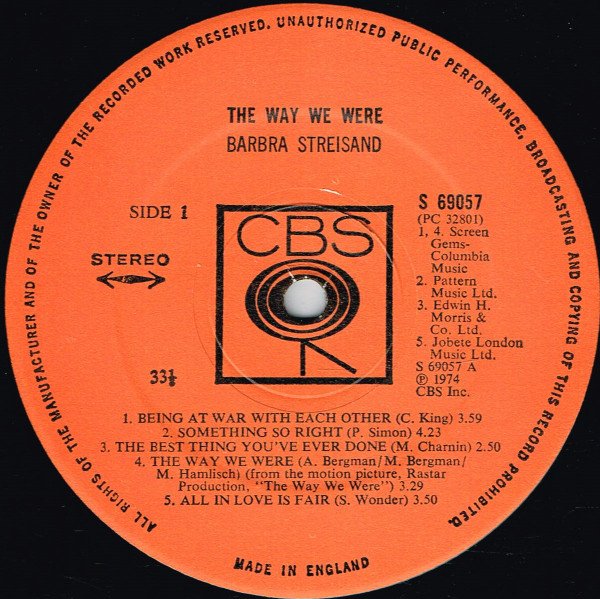 ALL RIGHTS OF THE MANUFACTURER AND OF THE OWNER OF THE RECORDED WORK RESERVED. UNAUTHORIZED PUBLIC PERFORMANCE, BROADCASTING AND COPYING OF THIS RECORD PROHIBITED.
THE WAY WE WERE
BARBRA STREISAND
SIDE 1
STEREO
33⅓
CBS
S 69057
(PC 32801)
1, 4. Screen
Gems-
Columbia
Music
2. Pattern
Music Ltd.
3. Edwin H.
Morris &
Co. Ltd.
5. Jobete London
Music Ltd.
S 69057 A
℗ 1974
CBS Inc.
1. BEING AT WAR WITH EACH OTHER (C. King) 3.59
2. SOMETHING SO RIGHT (P. Simon) 4.23
3. THE BEST THING YOU'VE EVER DONE (M. Charnin) 2.50
4. THE WAY WE WERE (A. Bergman/M. Bergman/
M. Hamlisch) (from the motion picture, Rastar
Production, "The Way We Were") 3.29
5. ALL IN LOVE IS FAIR (S. Wonder) 3.50
MADE IN ENGLAND